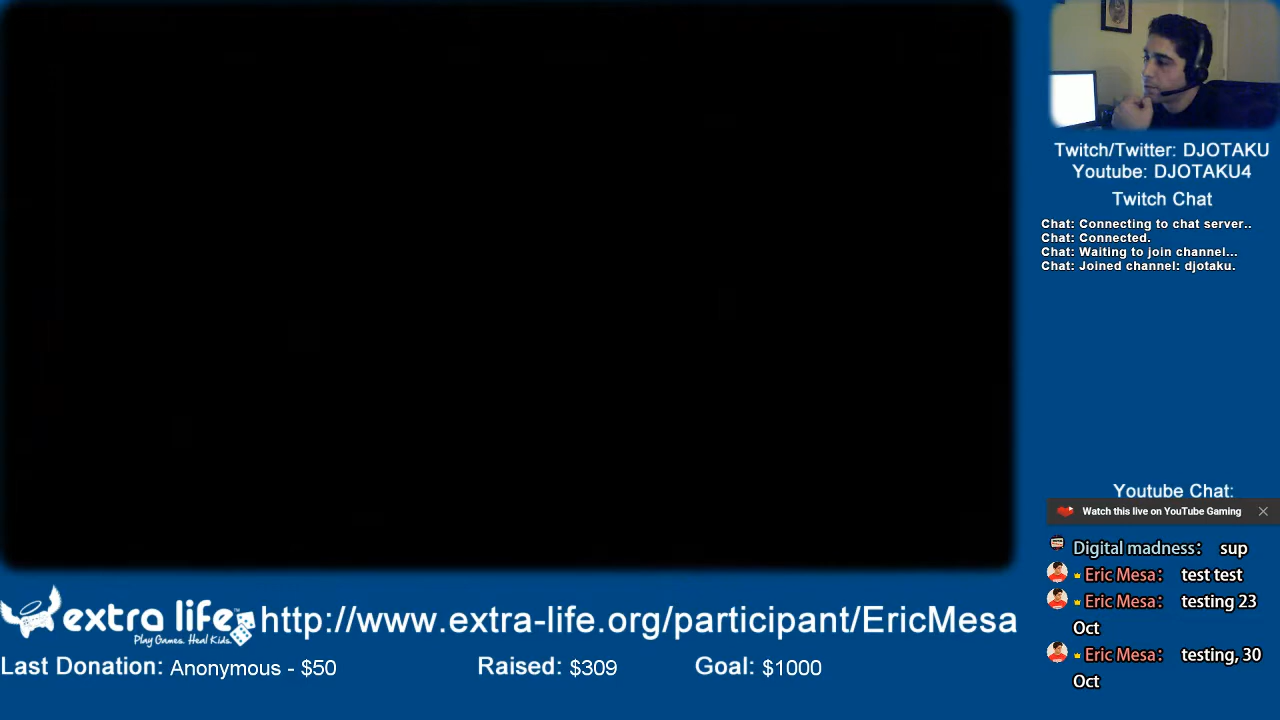 Twitch/Twitter: DJOTAKU
Youtube: DJOTAKU4
Twitch Chat
Chat: Connecting to chat server..
Chat: Connected.
Chat: Waiting to join channel...
Chat: Joined channel: djotaku.
Youtube Chat:
Watch this live on YouTube Gaming
Digital madness: sup
Eric Mesa: test test
Eric Mesa: testing 23
Oct
Eric Mesa: testing, 30
Oct
extra life
Play Games. Heal Kids.
http://www.extra-life.org/participant/EricMesa
Last Donation: Anonymous - $50
Raised: $309
Goal: $1000